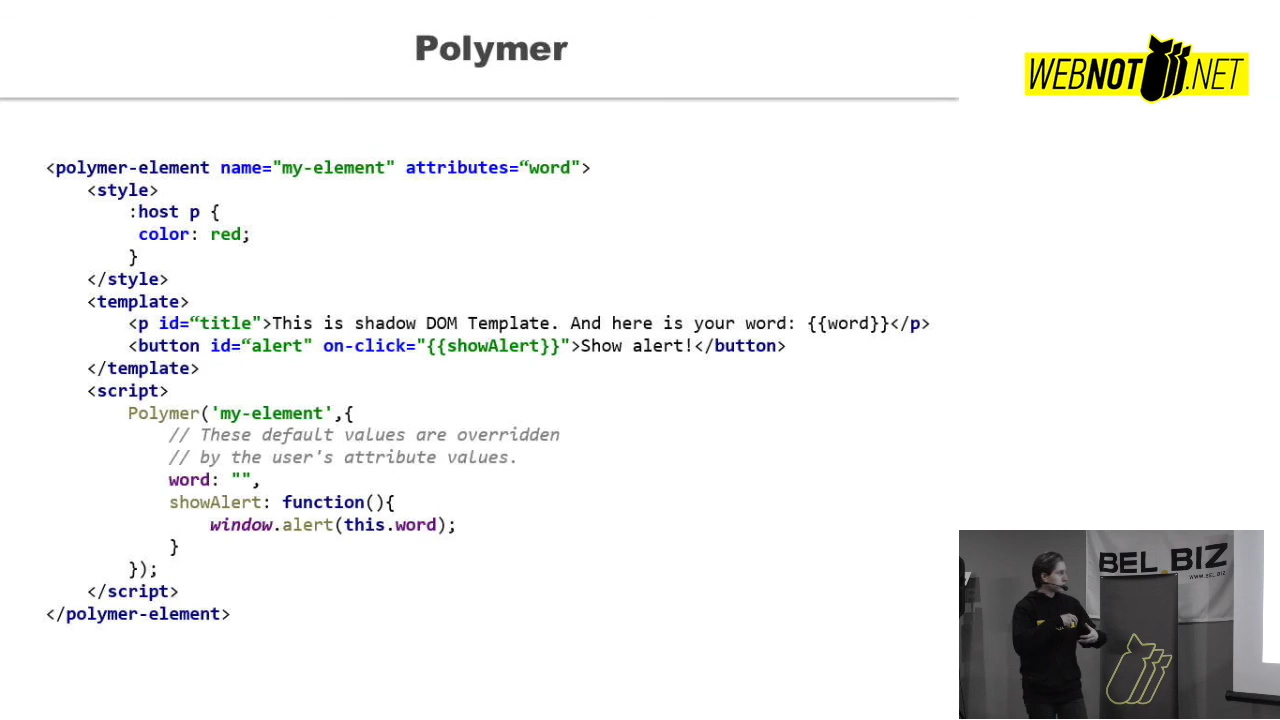 Polymer
WEBNOT.NET
<polymer-element name="my-element" attributes=“word">
<style>
:host p {
color: red;
}
</style>
<template>
<p id=“title">This is shadow DOM Template. And here is your word: {{word}}</p>
<button id=“alert" on-click="{{showAlert}}">Show alert!</button>
</template>
<script>
Polymer('my-element',{
// These default values are overridden
// by the user's attribute values.
word: "",
showAlert: function(){
window.alert(this.word);
}
});
</script>
</polymer-element>
BEL.BIZ
WWW.BEL.BIZ